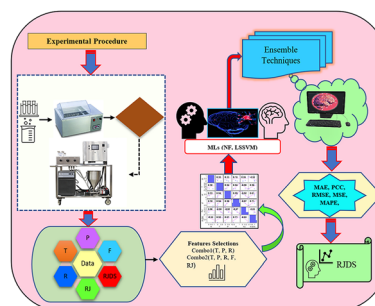 Experimental Procedure
P
T
F
Data
R
RJDS
RJ
Features Selections
Combo1(T, P, R)
Combo2(T, P, R, F,
RJ)
MLs (NF, LSSVM)
Ensemble
Techniques
MAE, PCC,
RMSE, MSE,
MAPE,
RJDS